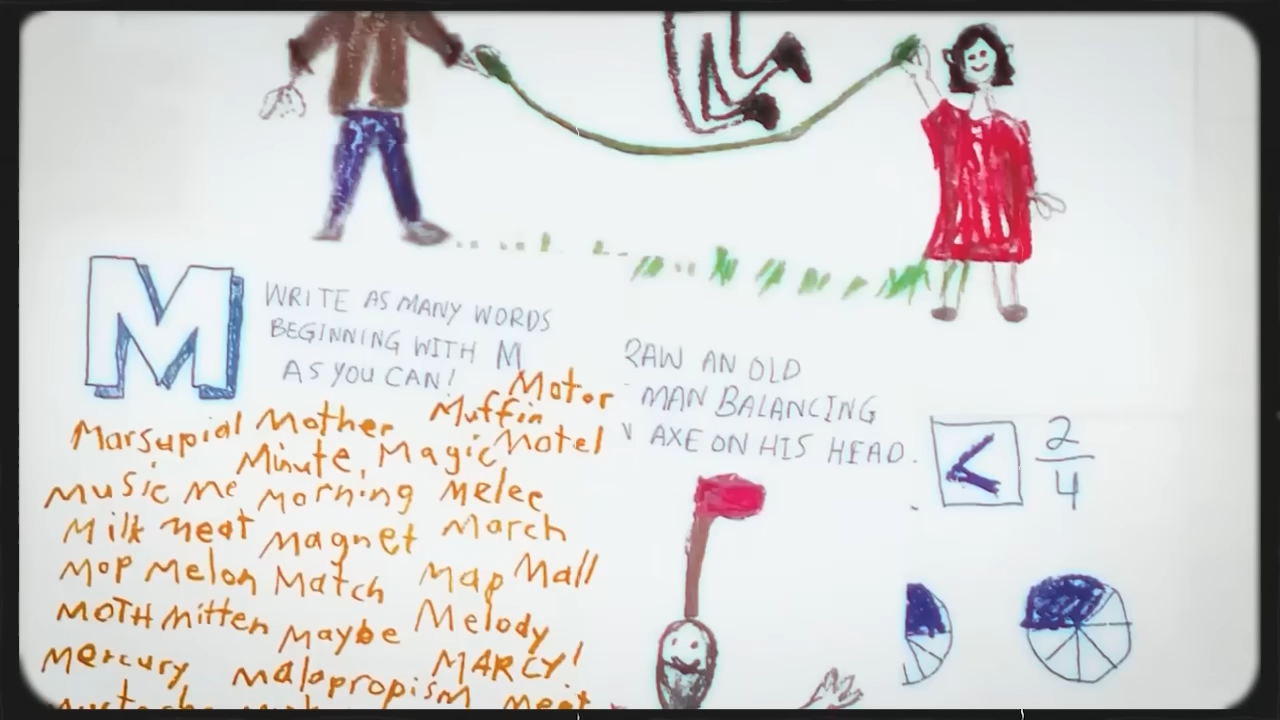 M
WRITE AS MANY WORDS
BEGINNING WITH M
AS YOU CAN!
Motor
Muffin
Marsupial Mother
Motel
Minute, Magic
Music Me Morning Melee
Milk Meat Magnet March
Mop Melon Match Map Mall
MOTH Mitten Maybe Melody
Mercury MARCY!
malapropism
RAW AN OLD
MAN BALANCING
AXE ON HIS HEAD.
< 2/4